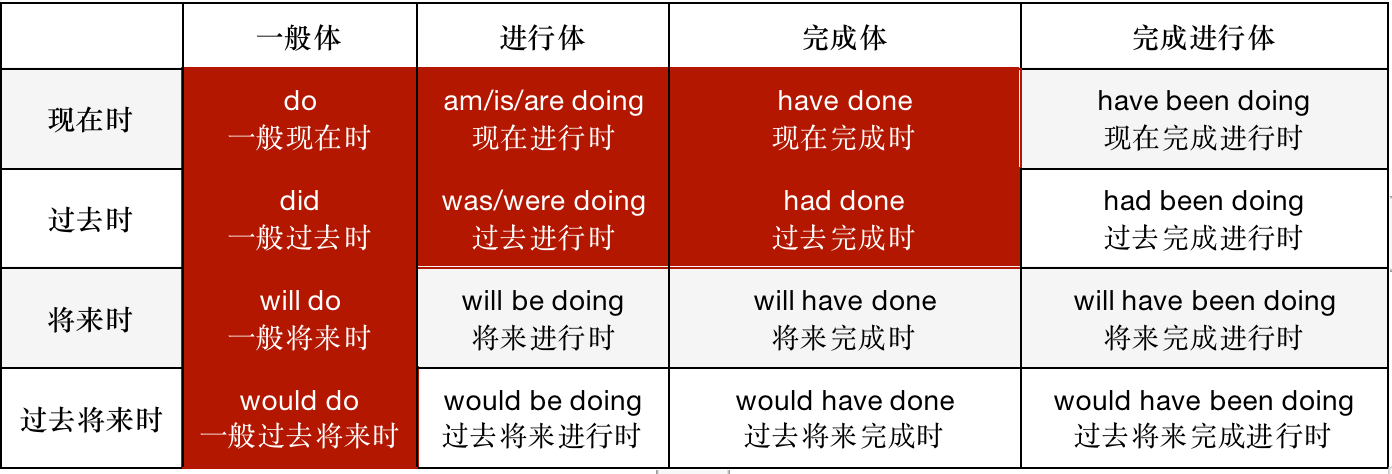 一般体 进行体 完成体 完成进行体
现在时
do
一般现在时
am/is/are doing
现在进行时
have done
现在完成时
have been doing
现在完成进行时
过去时
did
一般过去时
was/were doing
过去进行时
had done
过去完成时
had been doing
过去完成进行时
将来时
will do
一般将来时
will be doing
将来进行时
will have done
将来完成时
will have been doing
将来完成进行时
过去将来时
would do
一般过去将来时
would be doing
过去将来进行时
would have done
过去将来完成时
would have been doing
过去将来完成进行时